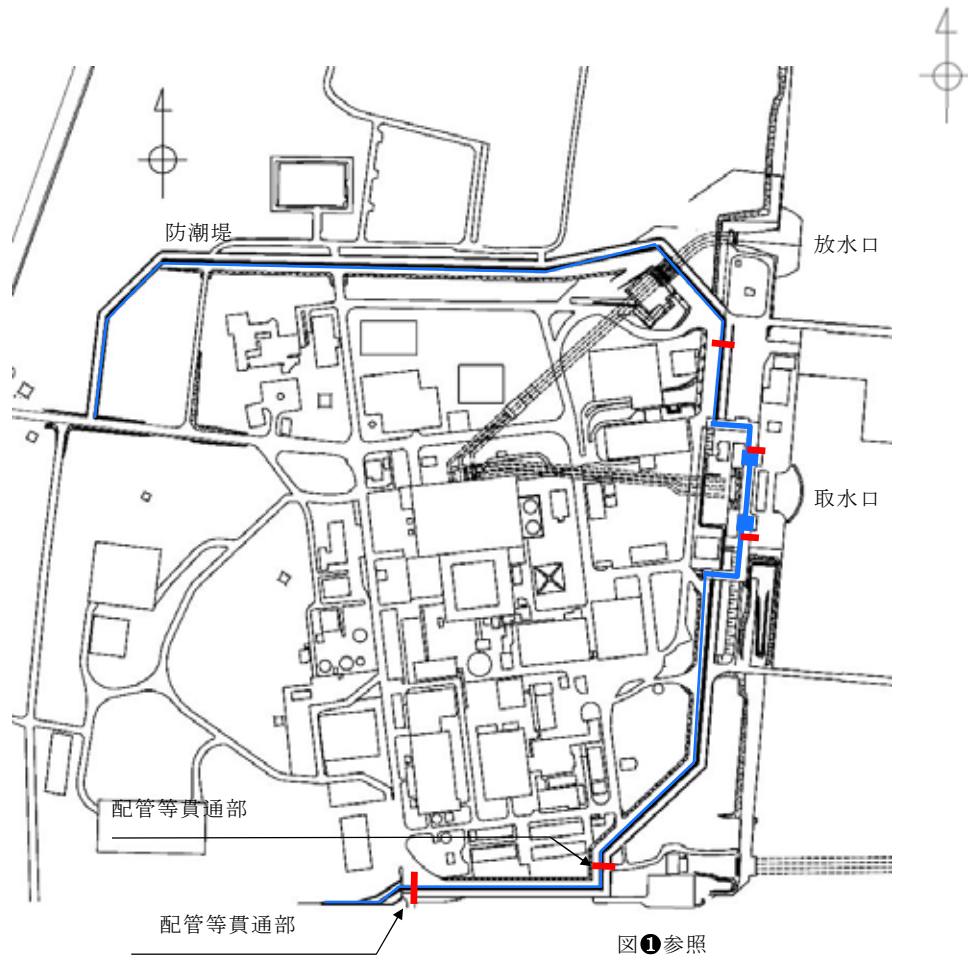 防潮堤
放水口
取水口
配管等貫通部
配管等貫通部
図❶参照